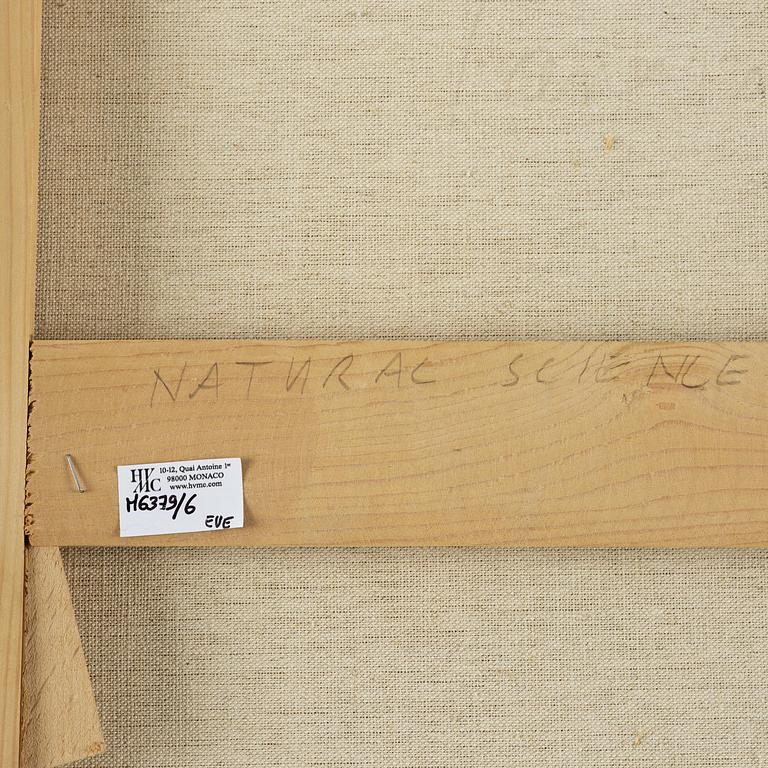 NATURAL SCIENCE
HVMC
10-12, Quai Antoine 1er
98000 MONACO
www.hvmc.com
M6379/6
EVE